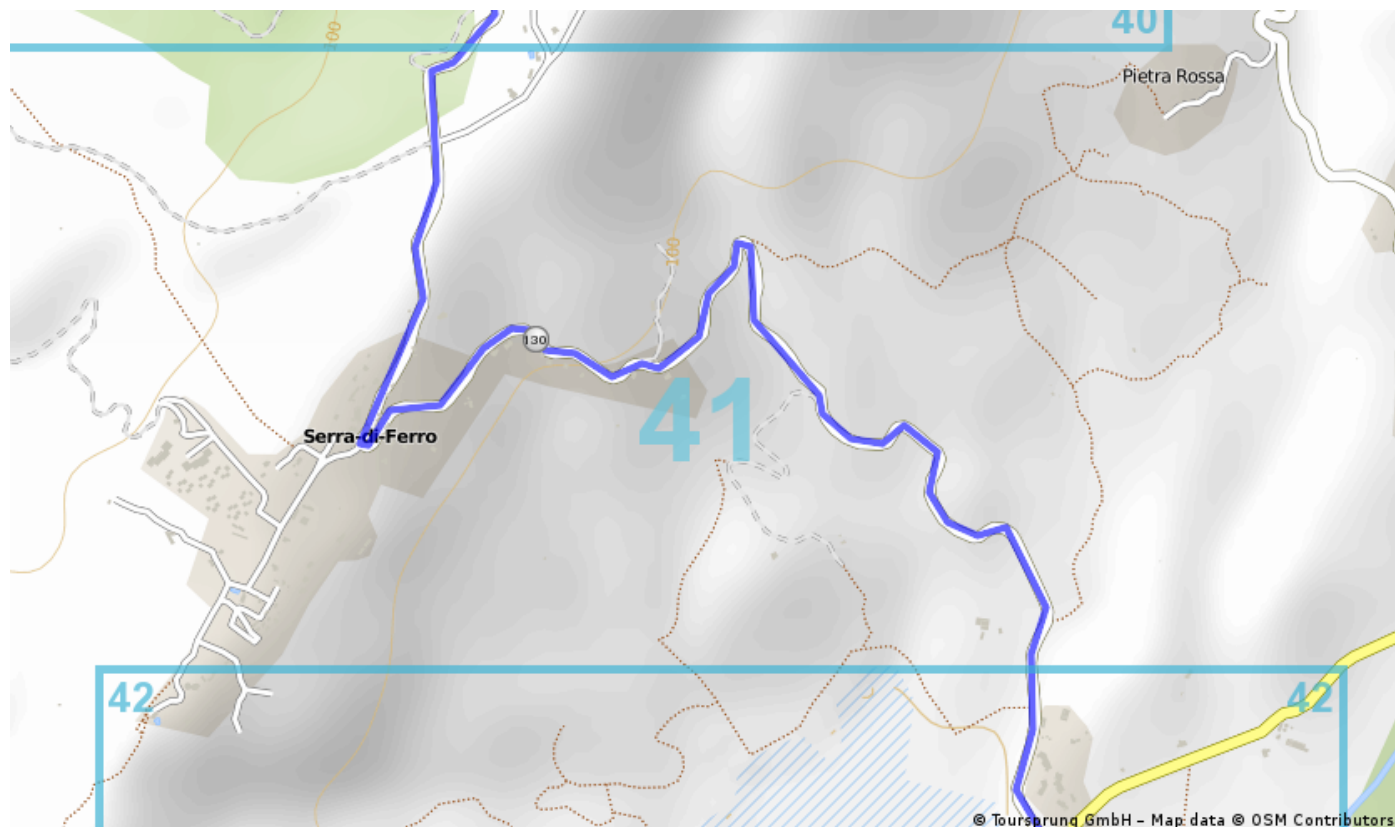 40
100
Pietra Rossa
100
130
41
Serra-di-Ferro
42
42
© Toursprung GmbH – Map data © OSM Contributors